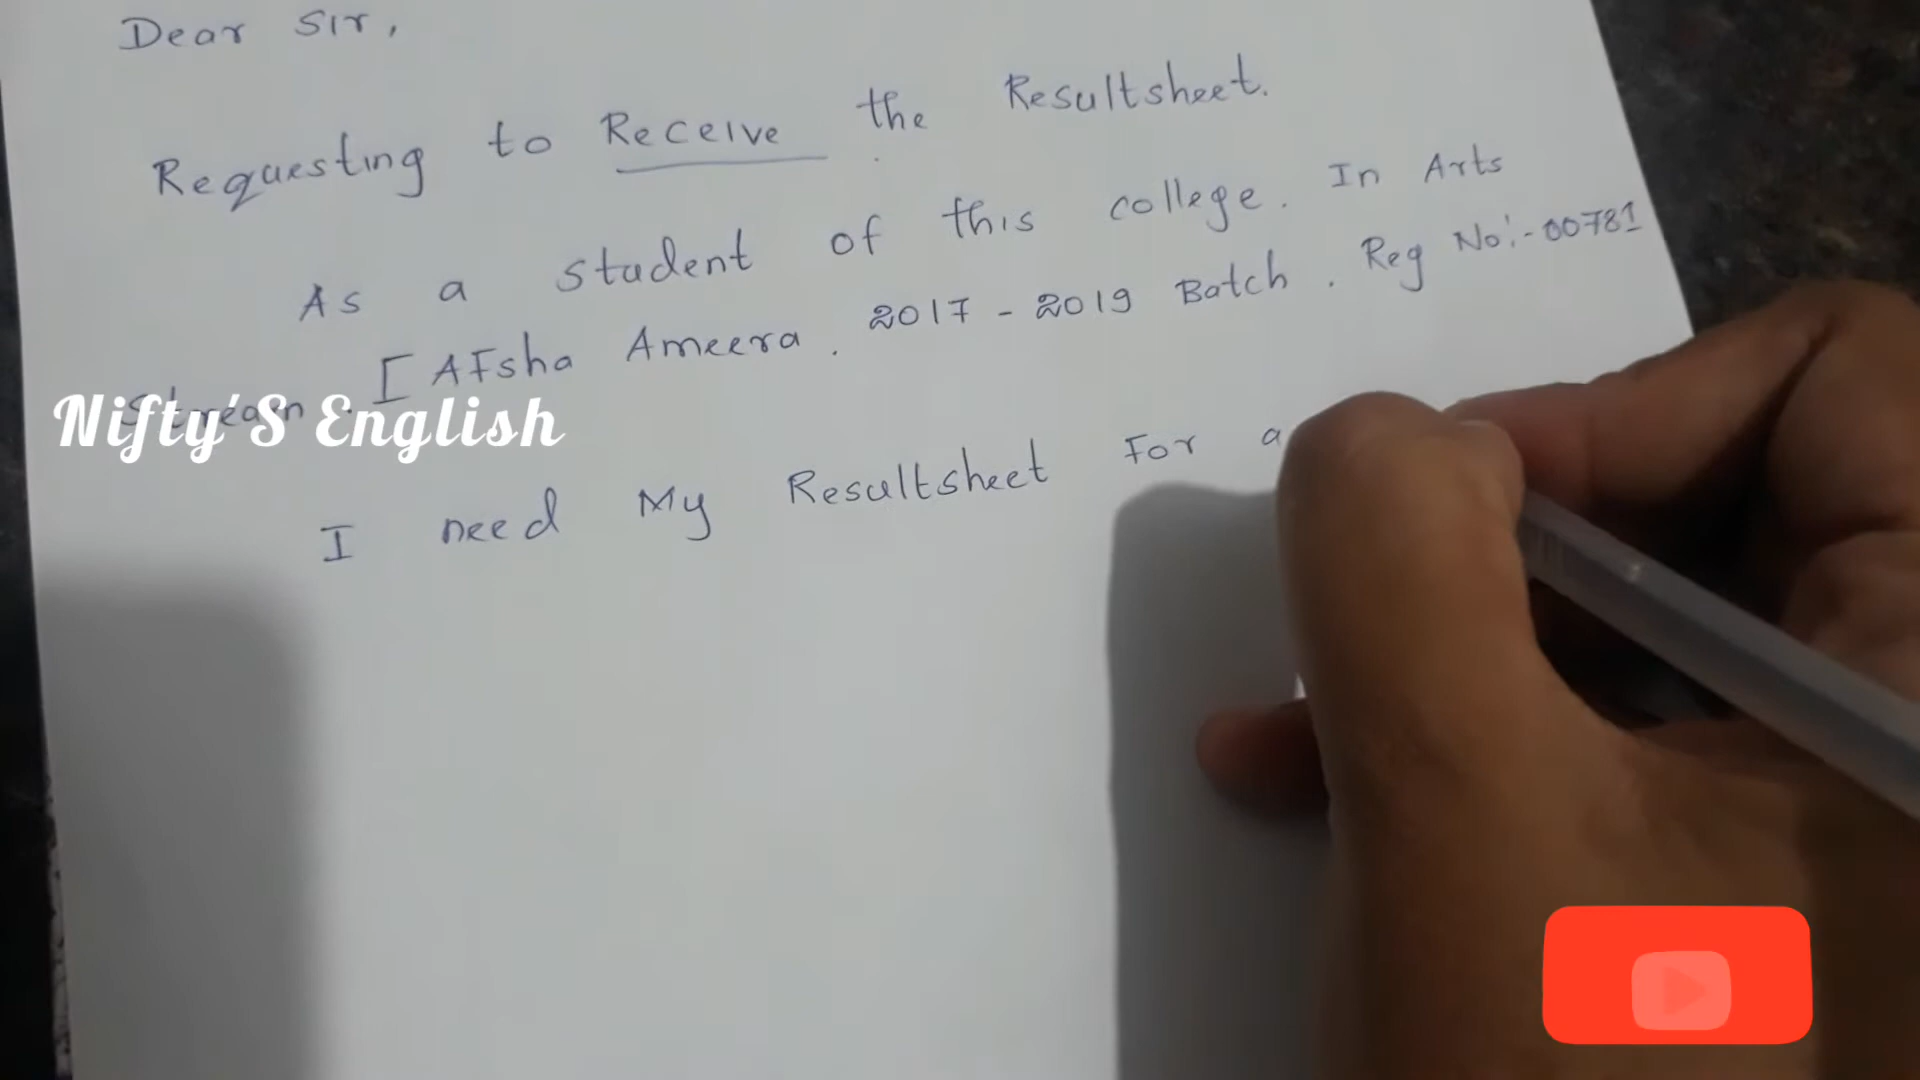 Dear Sir,
Requesting to Receive the Resultsheet.
As a student of this college. In Arts
Stream. [Afsha Ameera. 2017-2019 Batch. Reg No:-00781
Nifty'S English
I need My Resultsheet For a